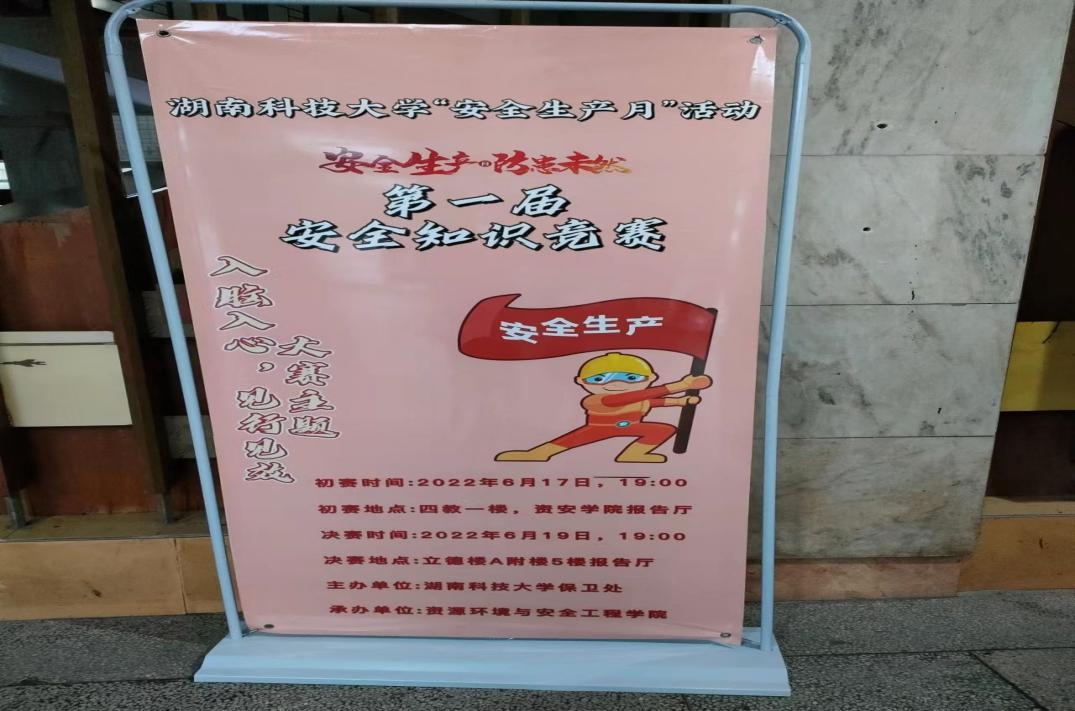 湖南科技大学“安全生产月”活动
安全生产 防患未然
第一届
安全知识竞赛
大赛主题
入脑入心，见行见效
安全生产
初赛时间:2022年6月17日，19:00
初赛地点:四教一楼，资安学院报告厅
决赛时间:2022年6月19日，19:00
决赛地点:立德楼A附楼5楼报告厅
主办单位:湖南科技大学保卫处
承办单位:资源环境与安全工程学院